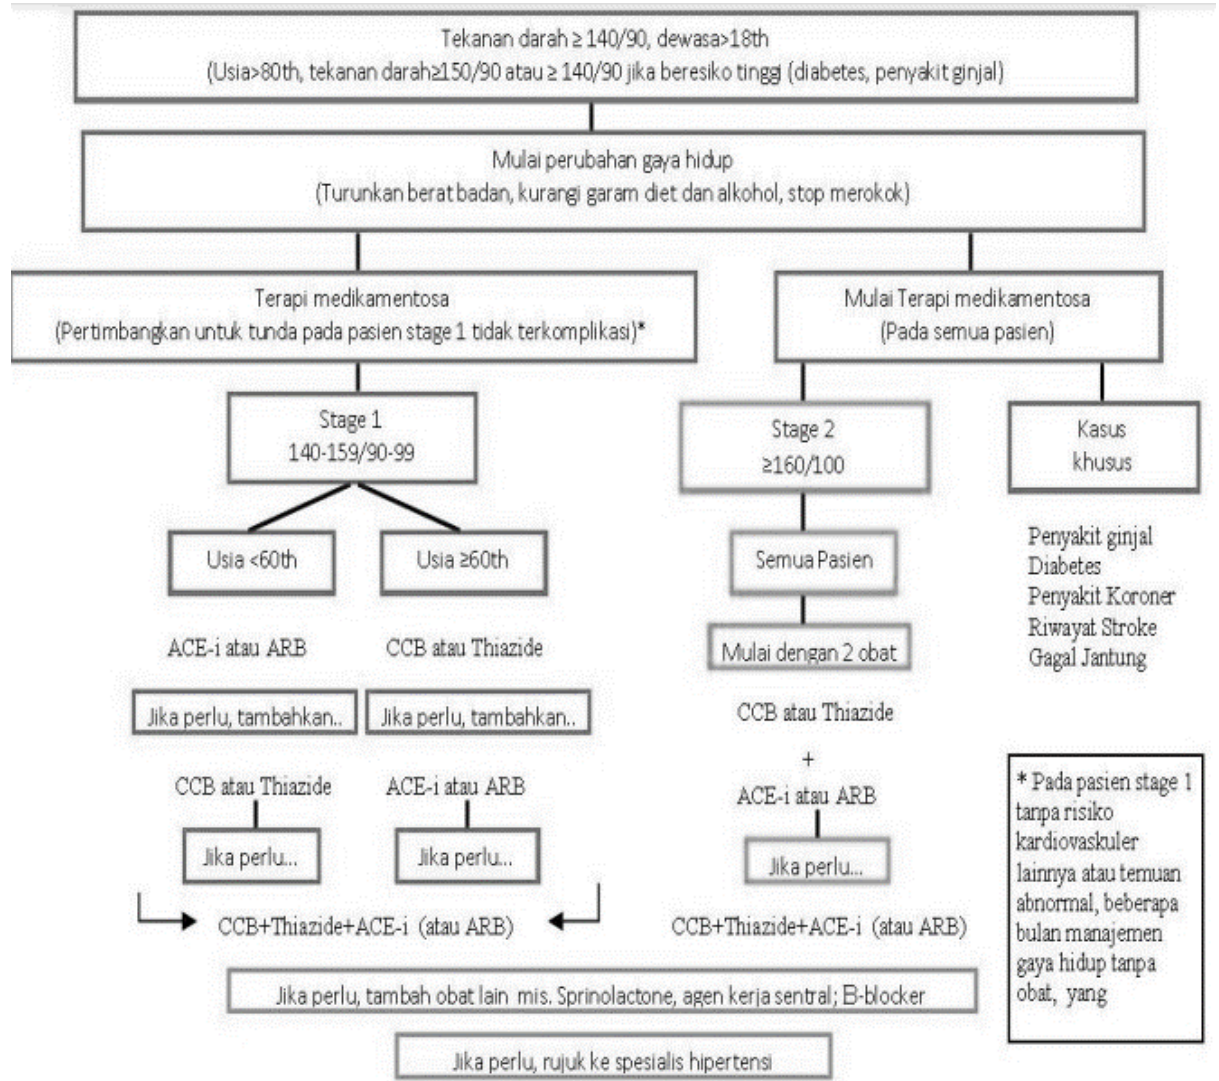 Tekanan darah ≥ 140/90, dewasa>18th
(Usia>80th, tekanan darah≥150/90 atau ≥ 140/90 jika beresiko tinggi (diabetes, penyakit ginjal)
Mulai perubahan gaya hidup
(Turunkan berat badan, kurangi garam diet dan alkohol, stop merokok)
Terapi medikamentosa
(Pertimbangkan untuk tunda pada pasien stage 1 tidak terkomplikasi)*
Mulai Terapi medikamentosa
(Pada semua pasien)
Stage 1
140-159/90-99
Stage 2
≥160/100
Kasus
khusus
Usia <60th
Usia ≥60th
Semua Pasien
Penyakit ginjal
Diabetes
Penyakit Koroner
Riwayat Stroke
Gagal Jantung
ACE-i atau ARB
CCB atau Thiazide
Mulai dengan 2 obat
Jika perlu, tambahkan..
Jika perlu, tambahkan..
CCB atau Thiazide
+
ACE-i atau ARB
CCB atau Thiazide
ACE-i atau ARB
Jika perlu...
Jika perlu...
Jika perlu...
CCB+Thiazide+ACE-i (atau ARB)
CCB+Thiazide+ACE-i (atau ARB)
* Pada pasien stage 1
tanpa risiko
kardiovaskuler
lainnya atau temuan
abnormal, beberapa
bulan manajemen
gaya hidup tanpa
obat, yang
Jika perlu, tambah obat lain mis. Sprinolactone, agen kerja sentral; B-blocker
Jika perlu, rujuk ke spesialis hipertensi